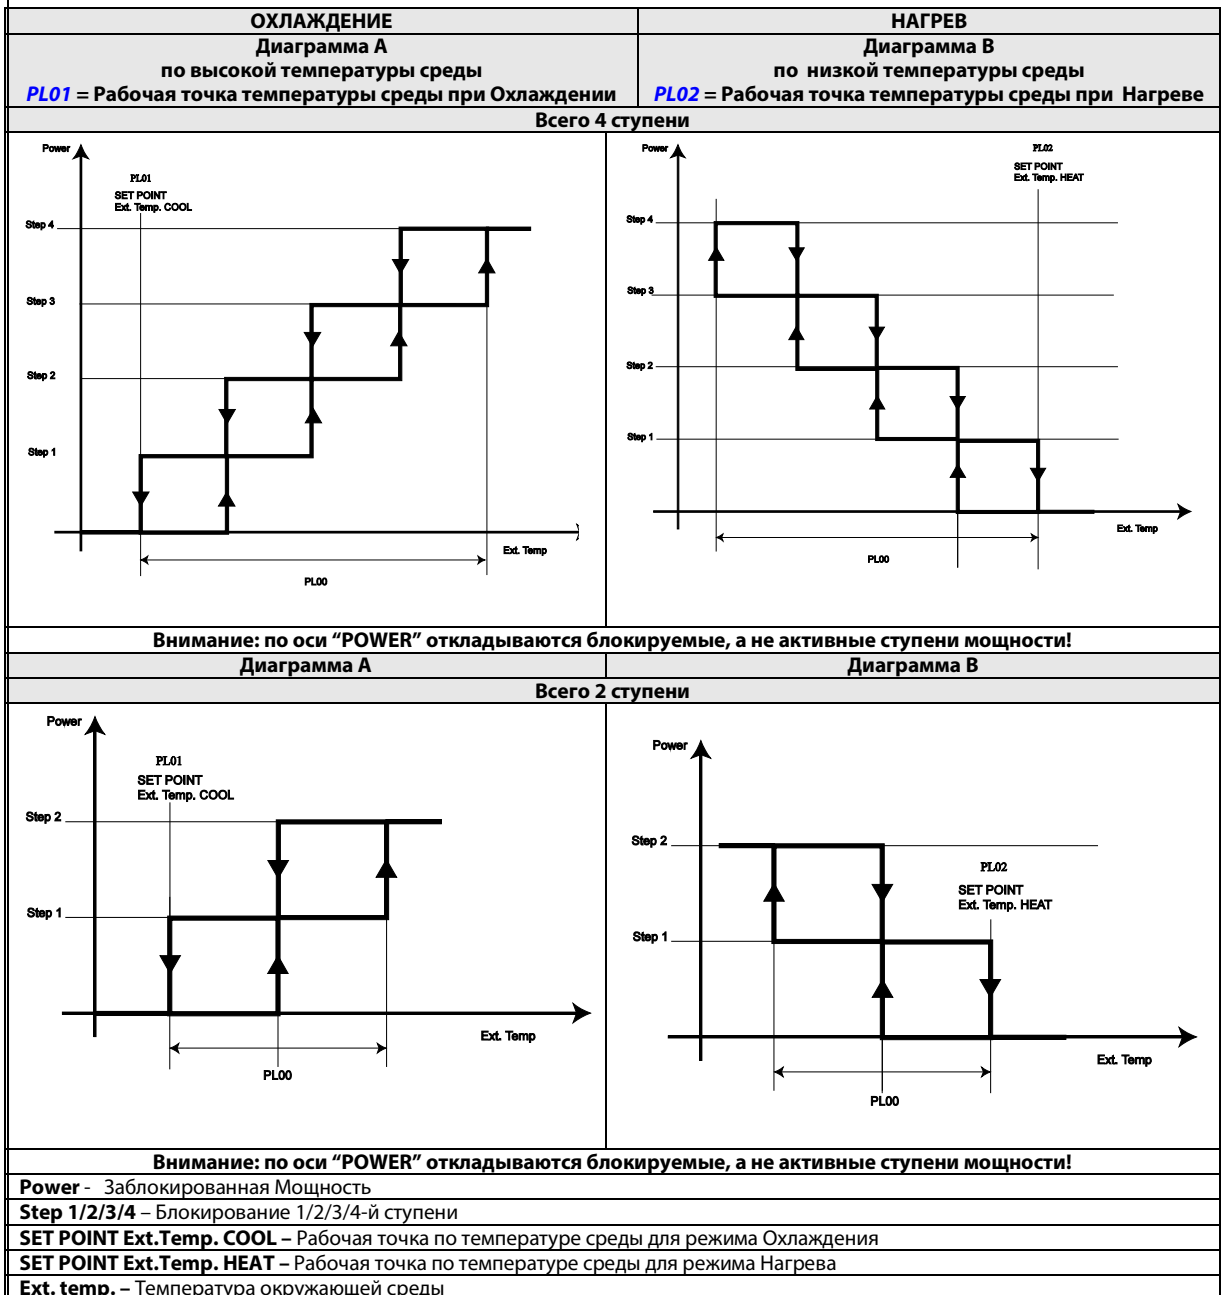 ОХЛАЖДЕНИЕ
НАГРЕВ
Диаграмма А
по высокой температуры среды
PL01 = Рабочая точка температуры среды при Охлаждении
Диаграмма В
по низкой температуры среды
PL02 = Рабочая точка температуры среды при Нагреве
Всего 4 ступени
Power
PL01
SET POINT
Ext. Temp. COOL
Step 4
Step 3
Step 2
Step 1
Ext. Temp
PL00
Power
PL02
SET POINT
Ext. Temp. HEAT
Step 4
Step 3
Step 2
Step 1
Ext. Temp
PL00
Внимание: по оси “POWER” откладываются блокируемые, а не активные ступени мощности!
Диаграмма А
Диаграмма В
Всего 2 ступени
Power
PL01
SET POINT
Ext. Temp. COOL
Step 2
Step 1
Ext. Temp
PL00
Power
Step 2
PL02
SET POINT
Ext. Temp. HEAT
Step 1
Ext. Temp
PL00
Внимание: по оси “POWER” откладываются блокируемые, а не активные ступени мощности!
Power - Заблокированная Мощность
Step 1/2/3/4 – Блокирование 1/2/3/4-й ступени
SET POINT Ext.Temp. COOL – Рабочая точка по температуре среды для режима Охлаждения
SET POINT Ext.Temp. HEAT – Рабочая точка по температуре среды для режима Нагрева
Ext. temp. – Температура окружающей среды